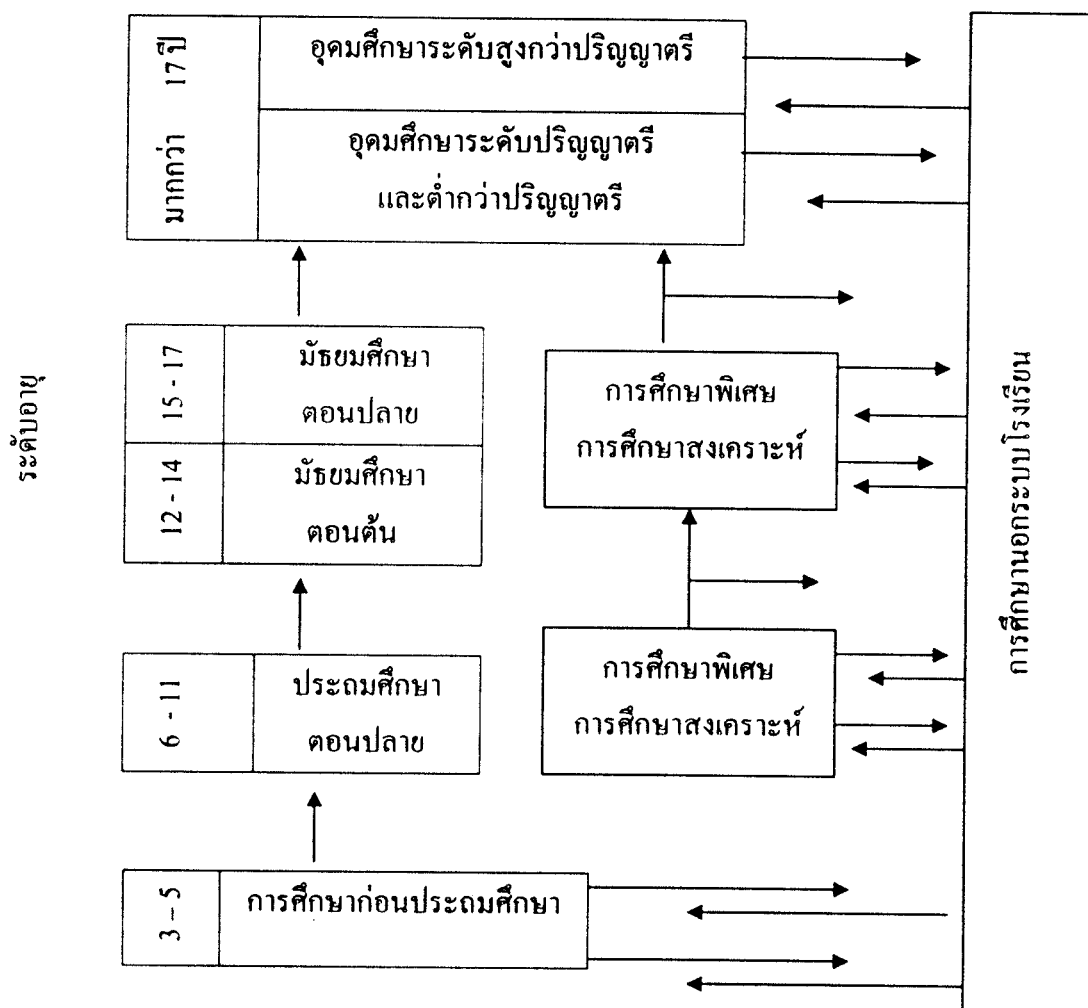 มากกว่า 17 ปี
อุดมศึกษาระดับสูงกว่าปริญญาตรี
อุดมศึกษาระดับปริญญาตรี
และต่ำกว่าปริญญาตรี
ระดับอายุ
15 - 17
มัธยมศึกษา
ตอนปลาย
12 - 14
มัธยมศึกษา
ตอนต้น
การศึกษาพิเศษ
การศึกษาสงเคราะห์
การศึกษานอกระบบโรงเรียน
6 - 11
ประถมศึกษา
ตอนปลาย
การศึกษาพิเศษ
การศึกษาสงเคราะห์
3 – 5
การศึกษาก่อนประถมศึกษา